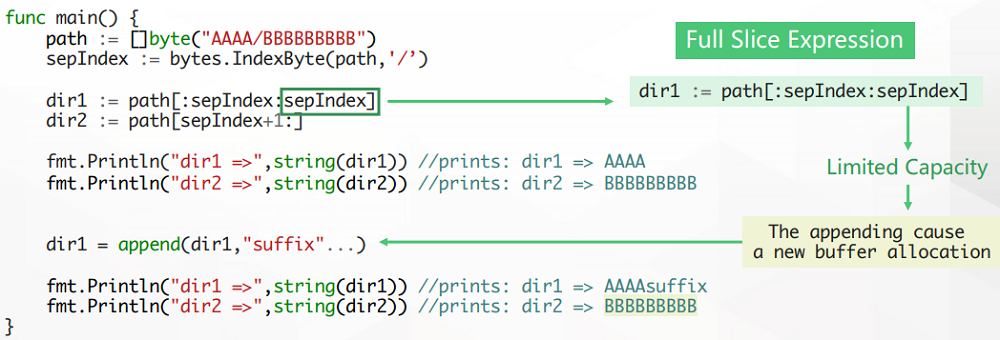 func main() {
    path := []byte("AAAA/BBBBBBBBB")
    sepIndex := bytes.IndexByte(path,'/’)
    dir1 := path[:sepIndex:sepIndex]
    dir2 := path[sepIndex+1:]
    fmt.Println("dir1 =>",string(dir1)) //prints: dir1 => AAAA
    fmt.Println("dir2 =>",string(dir2)) //prints: dir2 => BBBBBBBBB
    dir1 = append(dir1,"suffix"...)
    fmt.Println("dir1 =>",string(dir1)) //prints: dir1 => AAAAsuffix
    fmt.Println("dir2 =>",string(dir2)) //prints: dir2 => BBBBBBBBB
}
Full Slice Expression
dir1 := path[:sepIndex:sepIndex]
Limited Capacity
The appending cause
a new buffer allocation